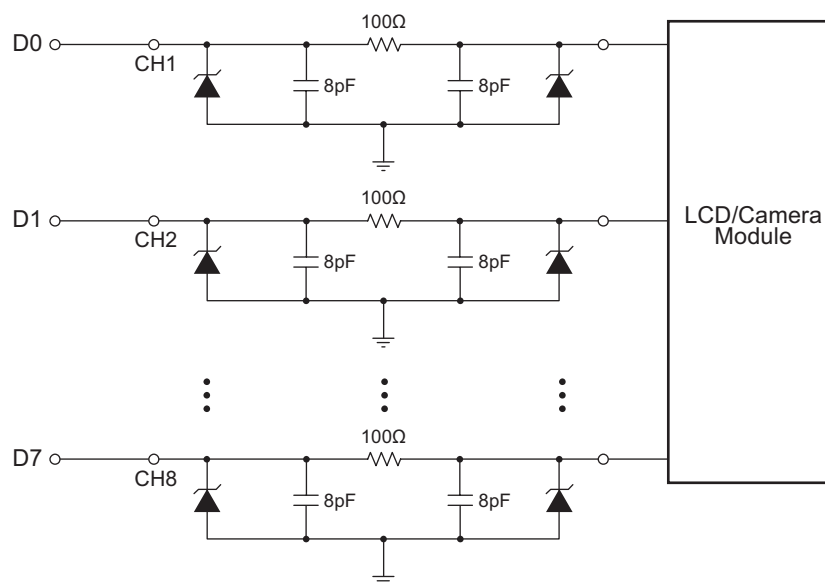 100Ω
D0
CH1
8pF
8pF
100Ω
D1
CH2
8pF
8pF
LCD/Camera
Module
100Ω
D7
CH8
8pF
8pF